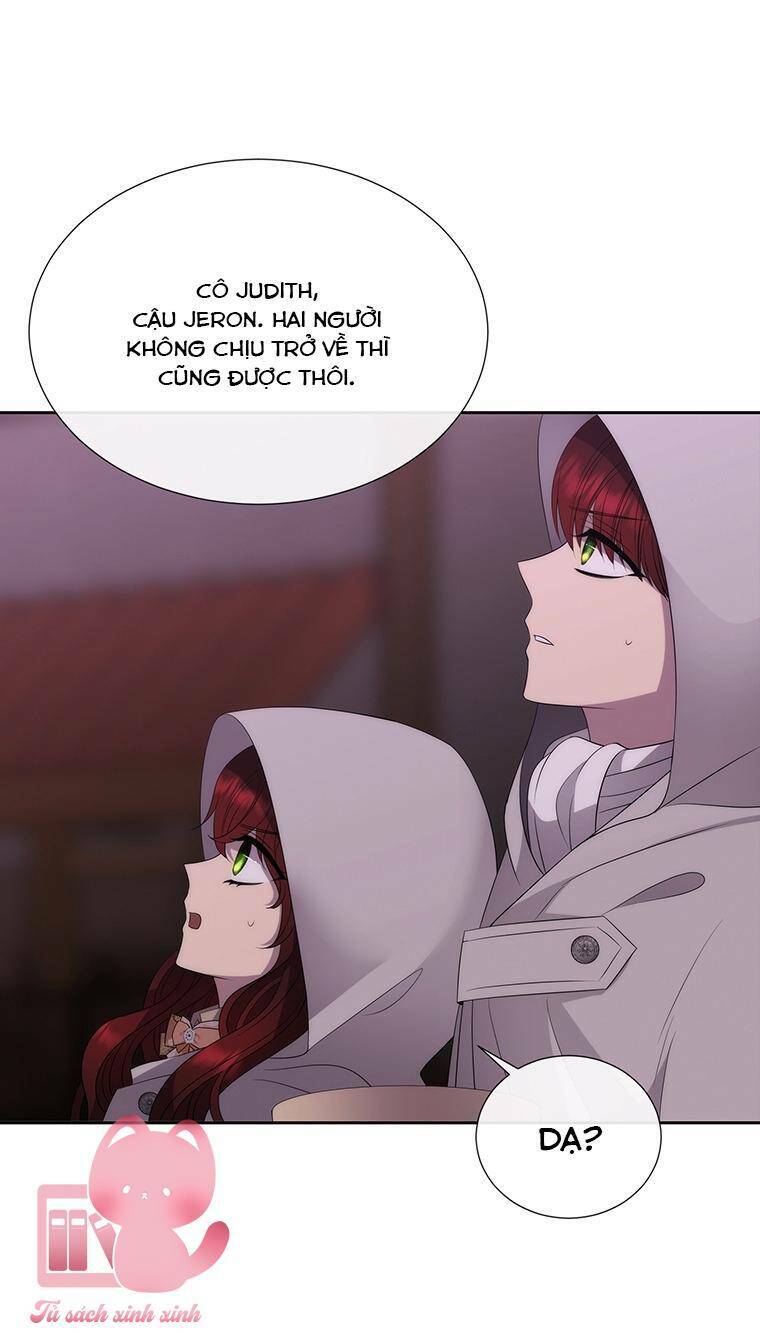 CÔ JUDITH,
CẬU JERON. HAI NGƯỜI
KHÔNG CHỊU TRỞ VỀ THÌ
CŨNG ĐƯỢC THÔI.
DẠ?
Tủ sách xinh xinh